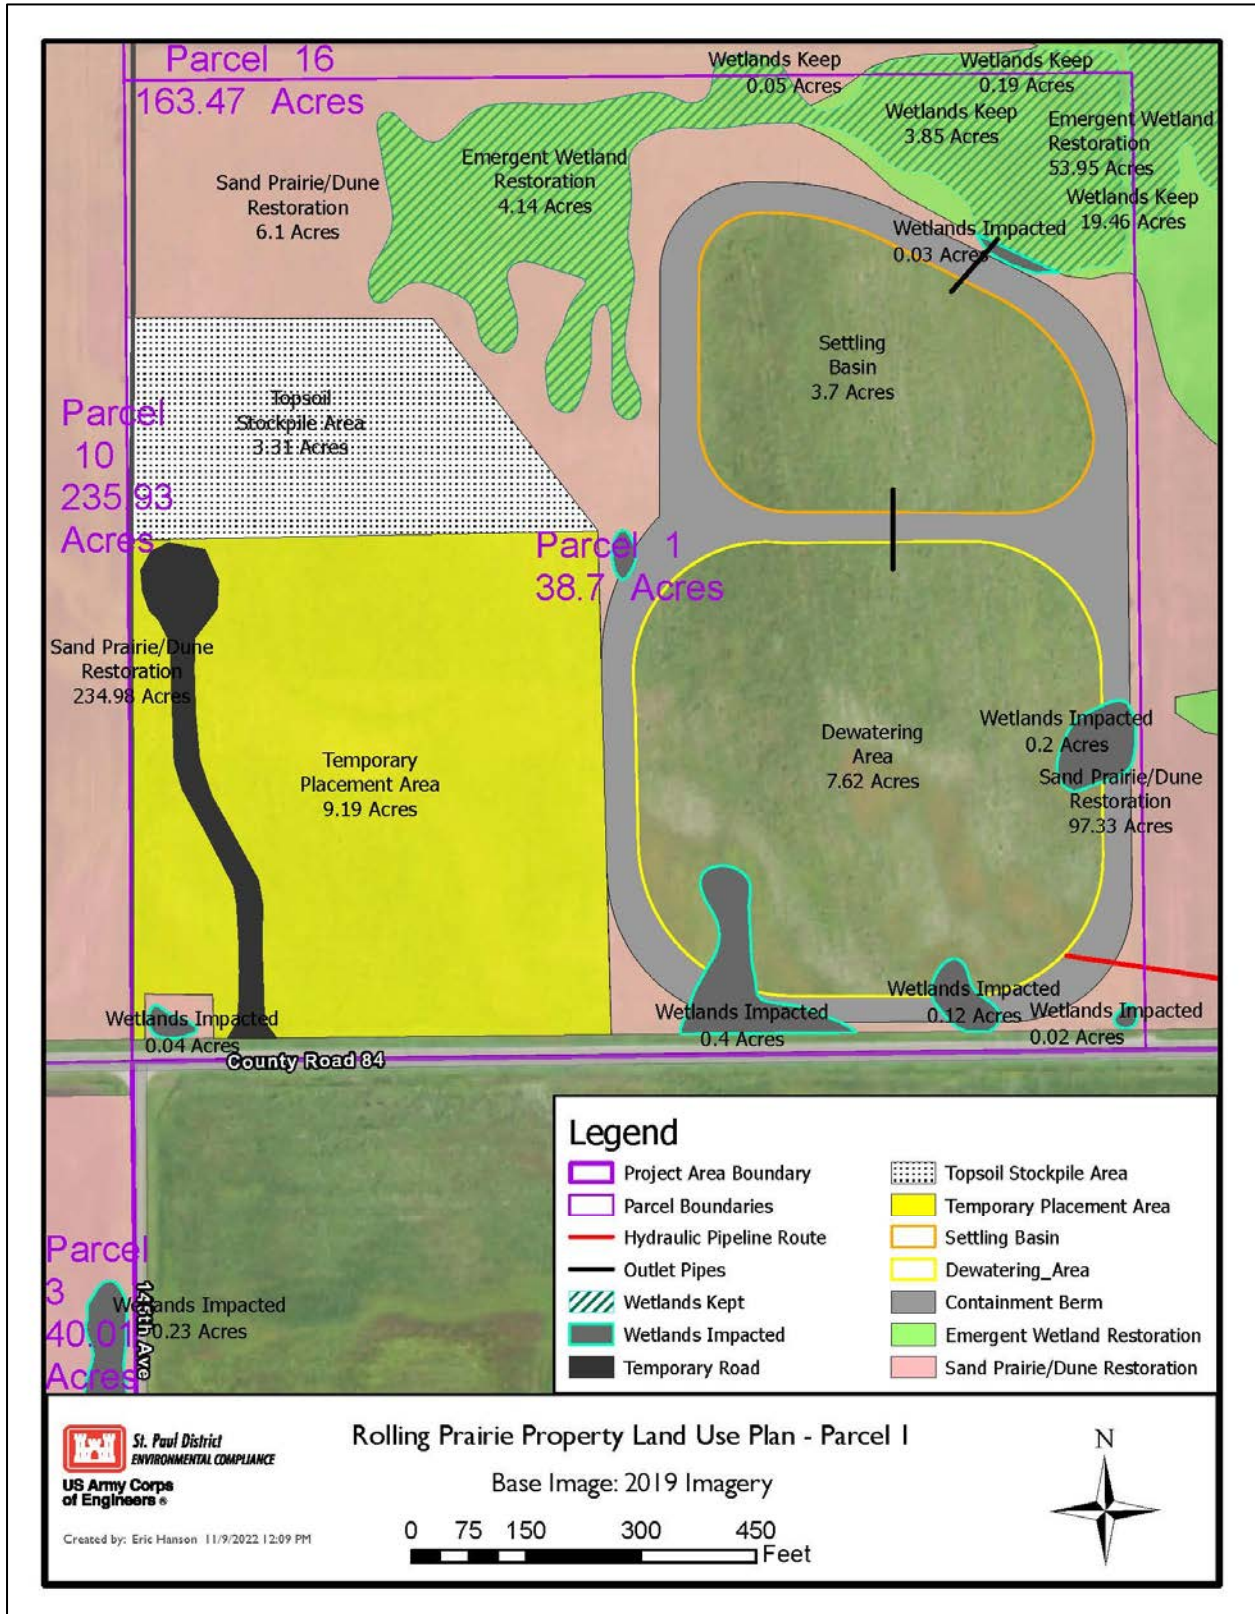 Parcel 16
163.47 Acres
Wetlands Keep
0.05 Acres
Wetlands Keep
0.19 Acres
Wetlands Keep
3.85 Acres
Emergent Wetland
Restoration
53.95 Acres
Wetlands Keep
19.46 Acres
Emergent Wetland
Restoration
4.14 Acres
Sand Prairie/Dune
Restoration
6.1 Acres
Wetlands Impacted
0.03 Acres
Settling
Basin
3.7 Acres
Topsoil
Stockpile Area
3.31 Acres
Parcel
10
235.93
Acres
Parcel 1
38.7 Acres
Sand Prairie/Dune
Restoration
234.98 Acres
Temporary
Placement Area
9.19 Acres
Dewatering
Area
7.62 Acres
Wetlands Impacted
0.2 Acres
Sand Prairie/Dune
Restoration
97.33 Acres
Wetlands Impacted
0.04 Acres
Wetlands Impacted
0.4 Acres
Wetlands Impacted
0.12 Acres
Wetlands Impacted
0.02 Acres
County Road 84
Parcel
3
40.01
Acres
145th Ave
Wetlands Impacted
0.23 Acres
Legend
Project Area Boundary
Parcel Boundaries
Hydraulic Pipeline Route
Outlet Pipes
Wetlands Kept
Wetlands Impacted
Temporary Road
Topsoil Stockpile Area
Temporary Placement Area
Settling Basin
Dewatering_Area
Containment Berm
Emergent Wetland Restoration
Sand Prairie/Dune Restoration
St. Paul District
ENVIRONMENTAL COMPLIANCE
US Army Corps
of Engineers ®
Created by: Eric Hanson 11/9/2022 12:09 PM
Rolling Prairie Property Land Use Plan - Parcel 1
Base Image: 2019 Imagery
0 75 150 300 450
Feet
N